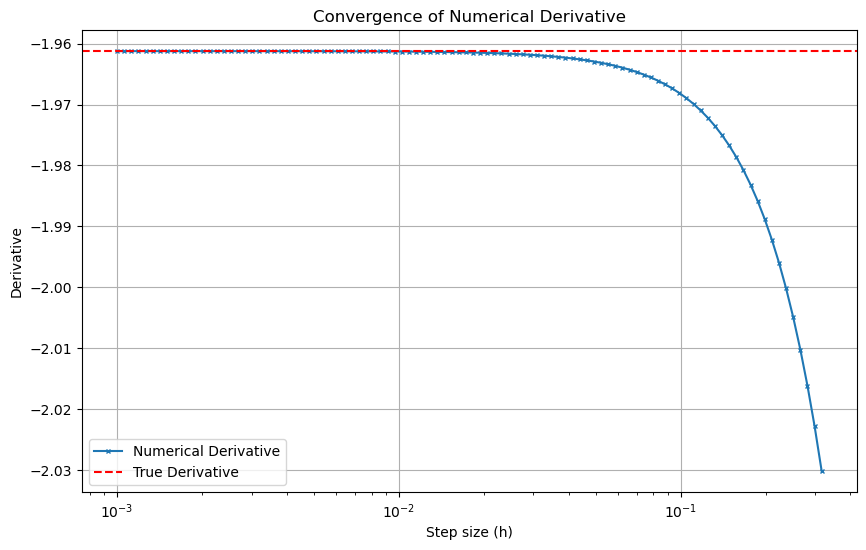 Convergence of Numerical Derivative
−1.96
−1.97
−1.98
−1.99
−2.00
−2.01
−2.02
−2.03
Derivative
Numerical Derivative
True Derivative
10⁻³
10⁻²
10⁻¹
Step size (h)